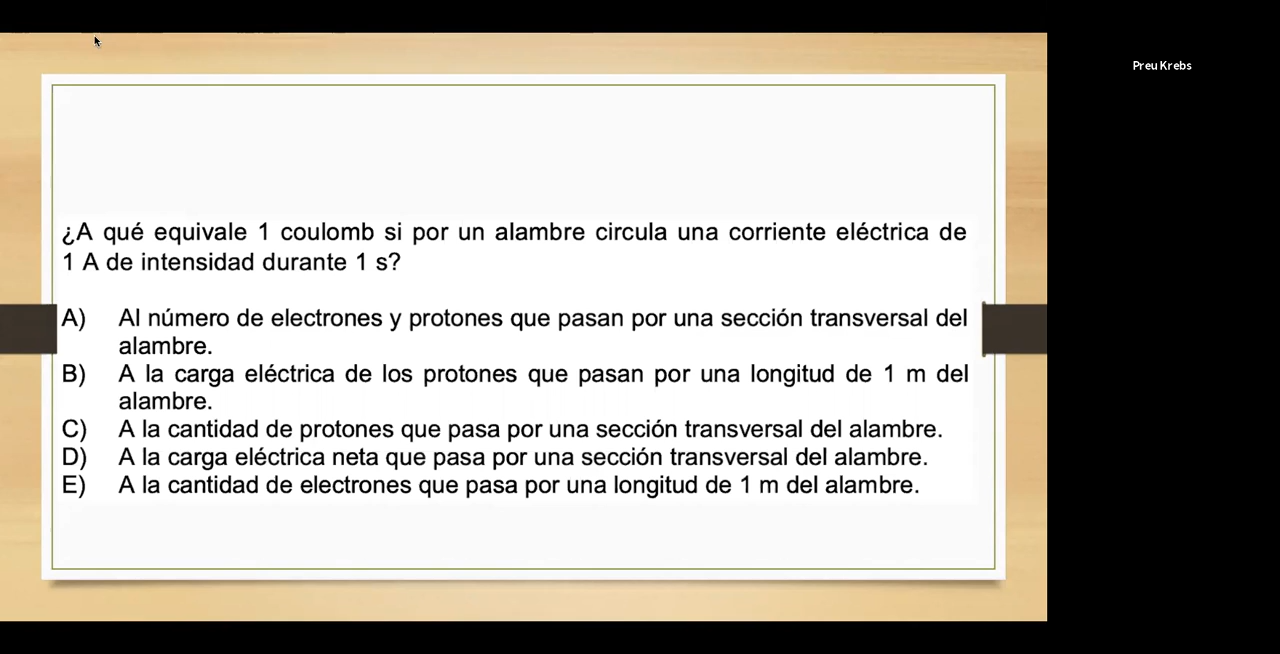 Preu Krebs
¿A qué equivale 1 coulomb si por un alambre circula una corriente eléctrica de
1 A de intensidad durante 1 s?
A) Al número de electrones y protones que pasan por una sección transversal del
alambre.
B) A la carga eléctrica de los protones que pasan por una longitud de 1 m del
alambre.
C) A la cantidad de protones que pasa por una sección transversal del alambre.
D) A la carga eléctrica neta que pasa por una sección transversal del alambre.
E) A la cantidad de electrones que pasa por una longitud de 1 m del alambre.